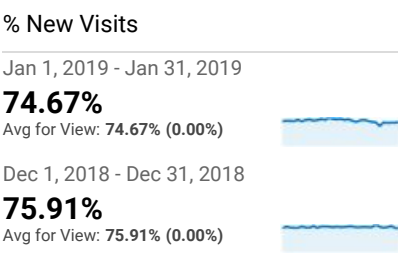 % New Visits
Jan 1, 2019 - Jan 31, 2019
74.67%
Avg for View: 74.67% (0.00%)
Dec 1, 2018 - Dec 31, 2018
75.91%
Avg for View: 75.91% (0.00%)